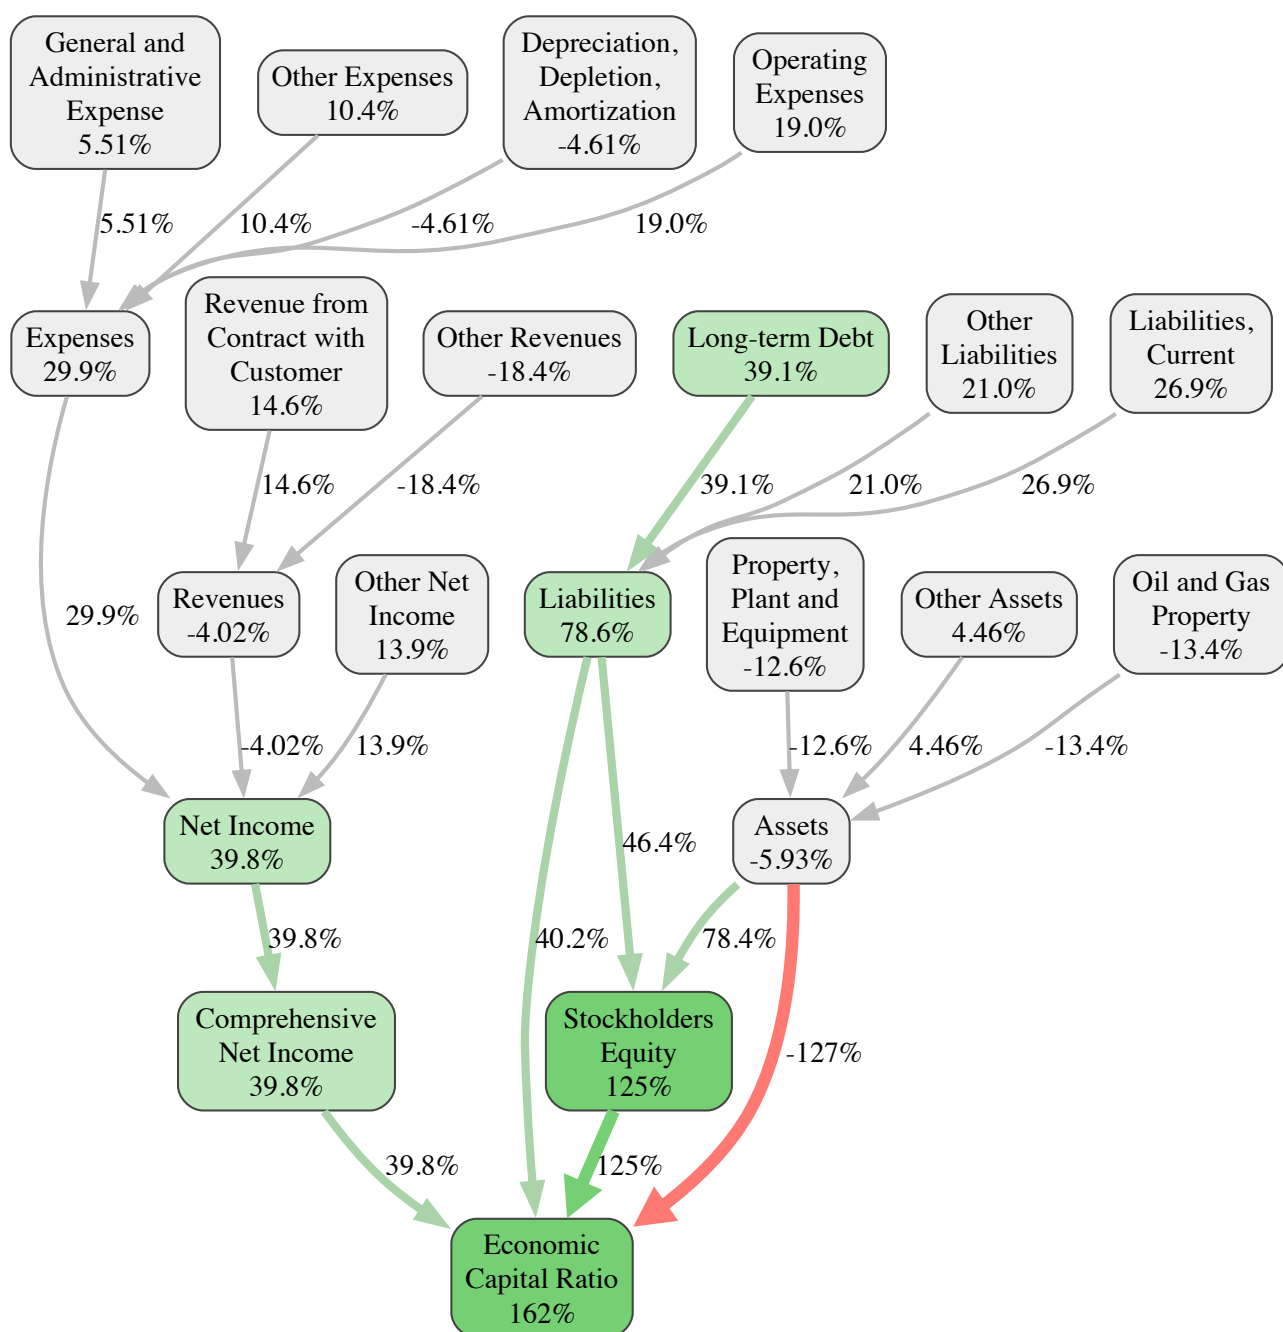 General and
Administrative
Expense
5.51%
Other Expenses
10.4%
Depreciation,
Depletion,
Amortization
-4.61%
Operating
Expenses
19.0%
5.51%
10.4%
-4.61%
19.0%
Expenses
29.9%
Revenue from
Contract with
Customer
14.6%
Other Revenues
-18.4%
Long-term Debt
39.1%
Other
Liabilities
21.0%
Liabilities,
Current
26.9%
14.6%
-18.4%
39.1%
21.0%
26.9%
29.9%
Revenues
-4.02%
Other Net
Income
13.9%
Liabilities
78.6%
Property,
Plant and
Equipment
-12.6%
Other Assets
4.46%
Oil and Gas
Property
-13.4%
-4.02%
13.9%
-12.6%
4.46%
-13.4%
Net Income
39.8%
46.4%
Assets
-5.93%
39.8%
40.2%
78.4%
Comprehensive
Net Income
39.8%
Stockholders
Equity
125%
-127%
39.8%
125%
Economic
Capital Ratio
162%